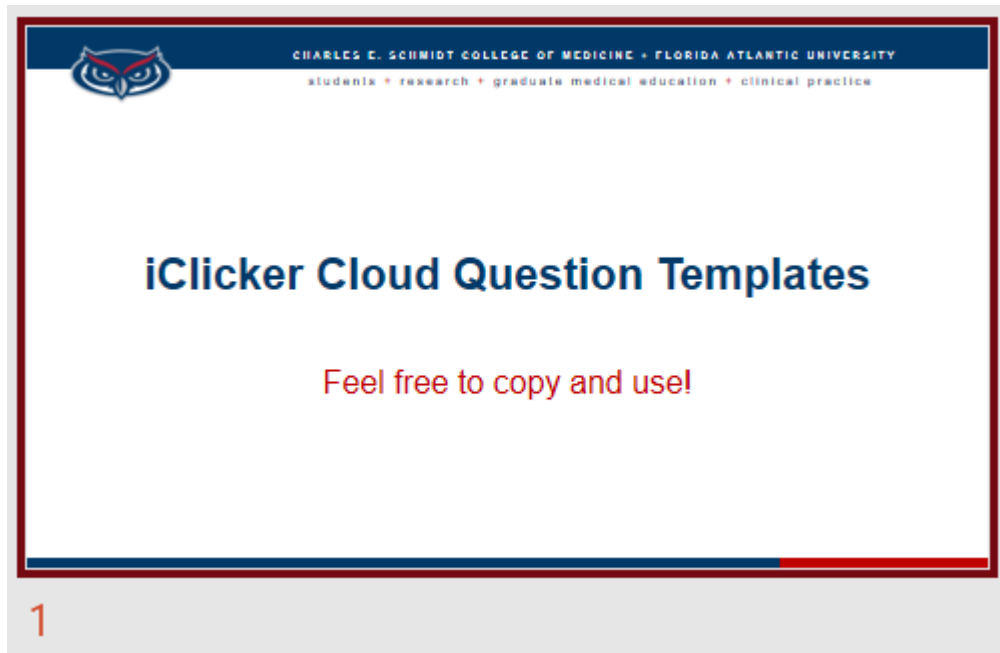 CHARLES E. SCHMIDT COLLEGE OF MEDICINE + FLORIDA ATLANTIC UNIVERSITY
students + research + graduate medical education + clinical practice
iClicker Cloud Question Templates
Feel free to copy and use!
1